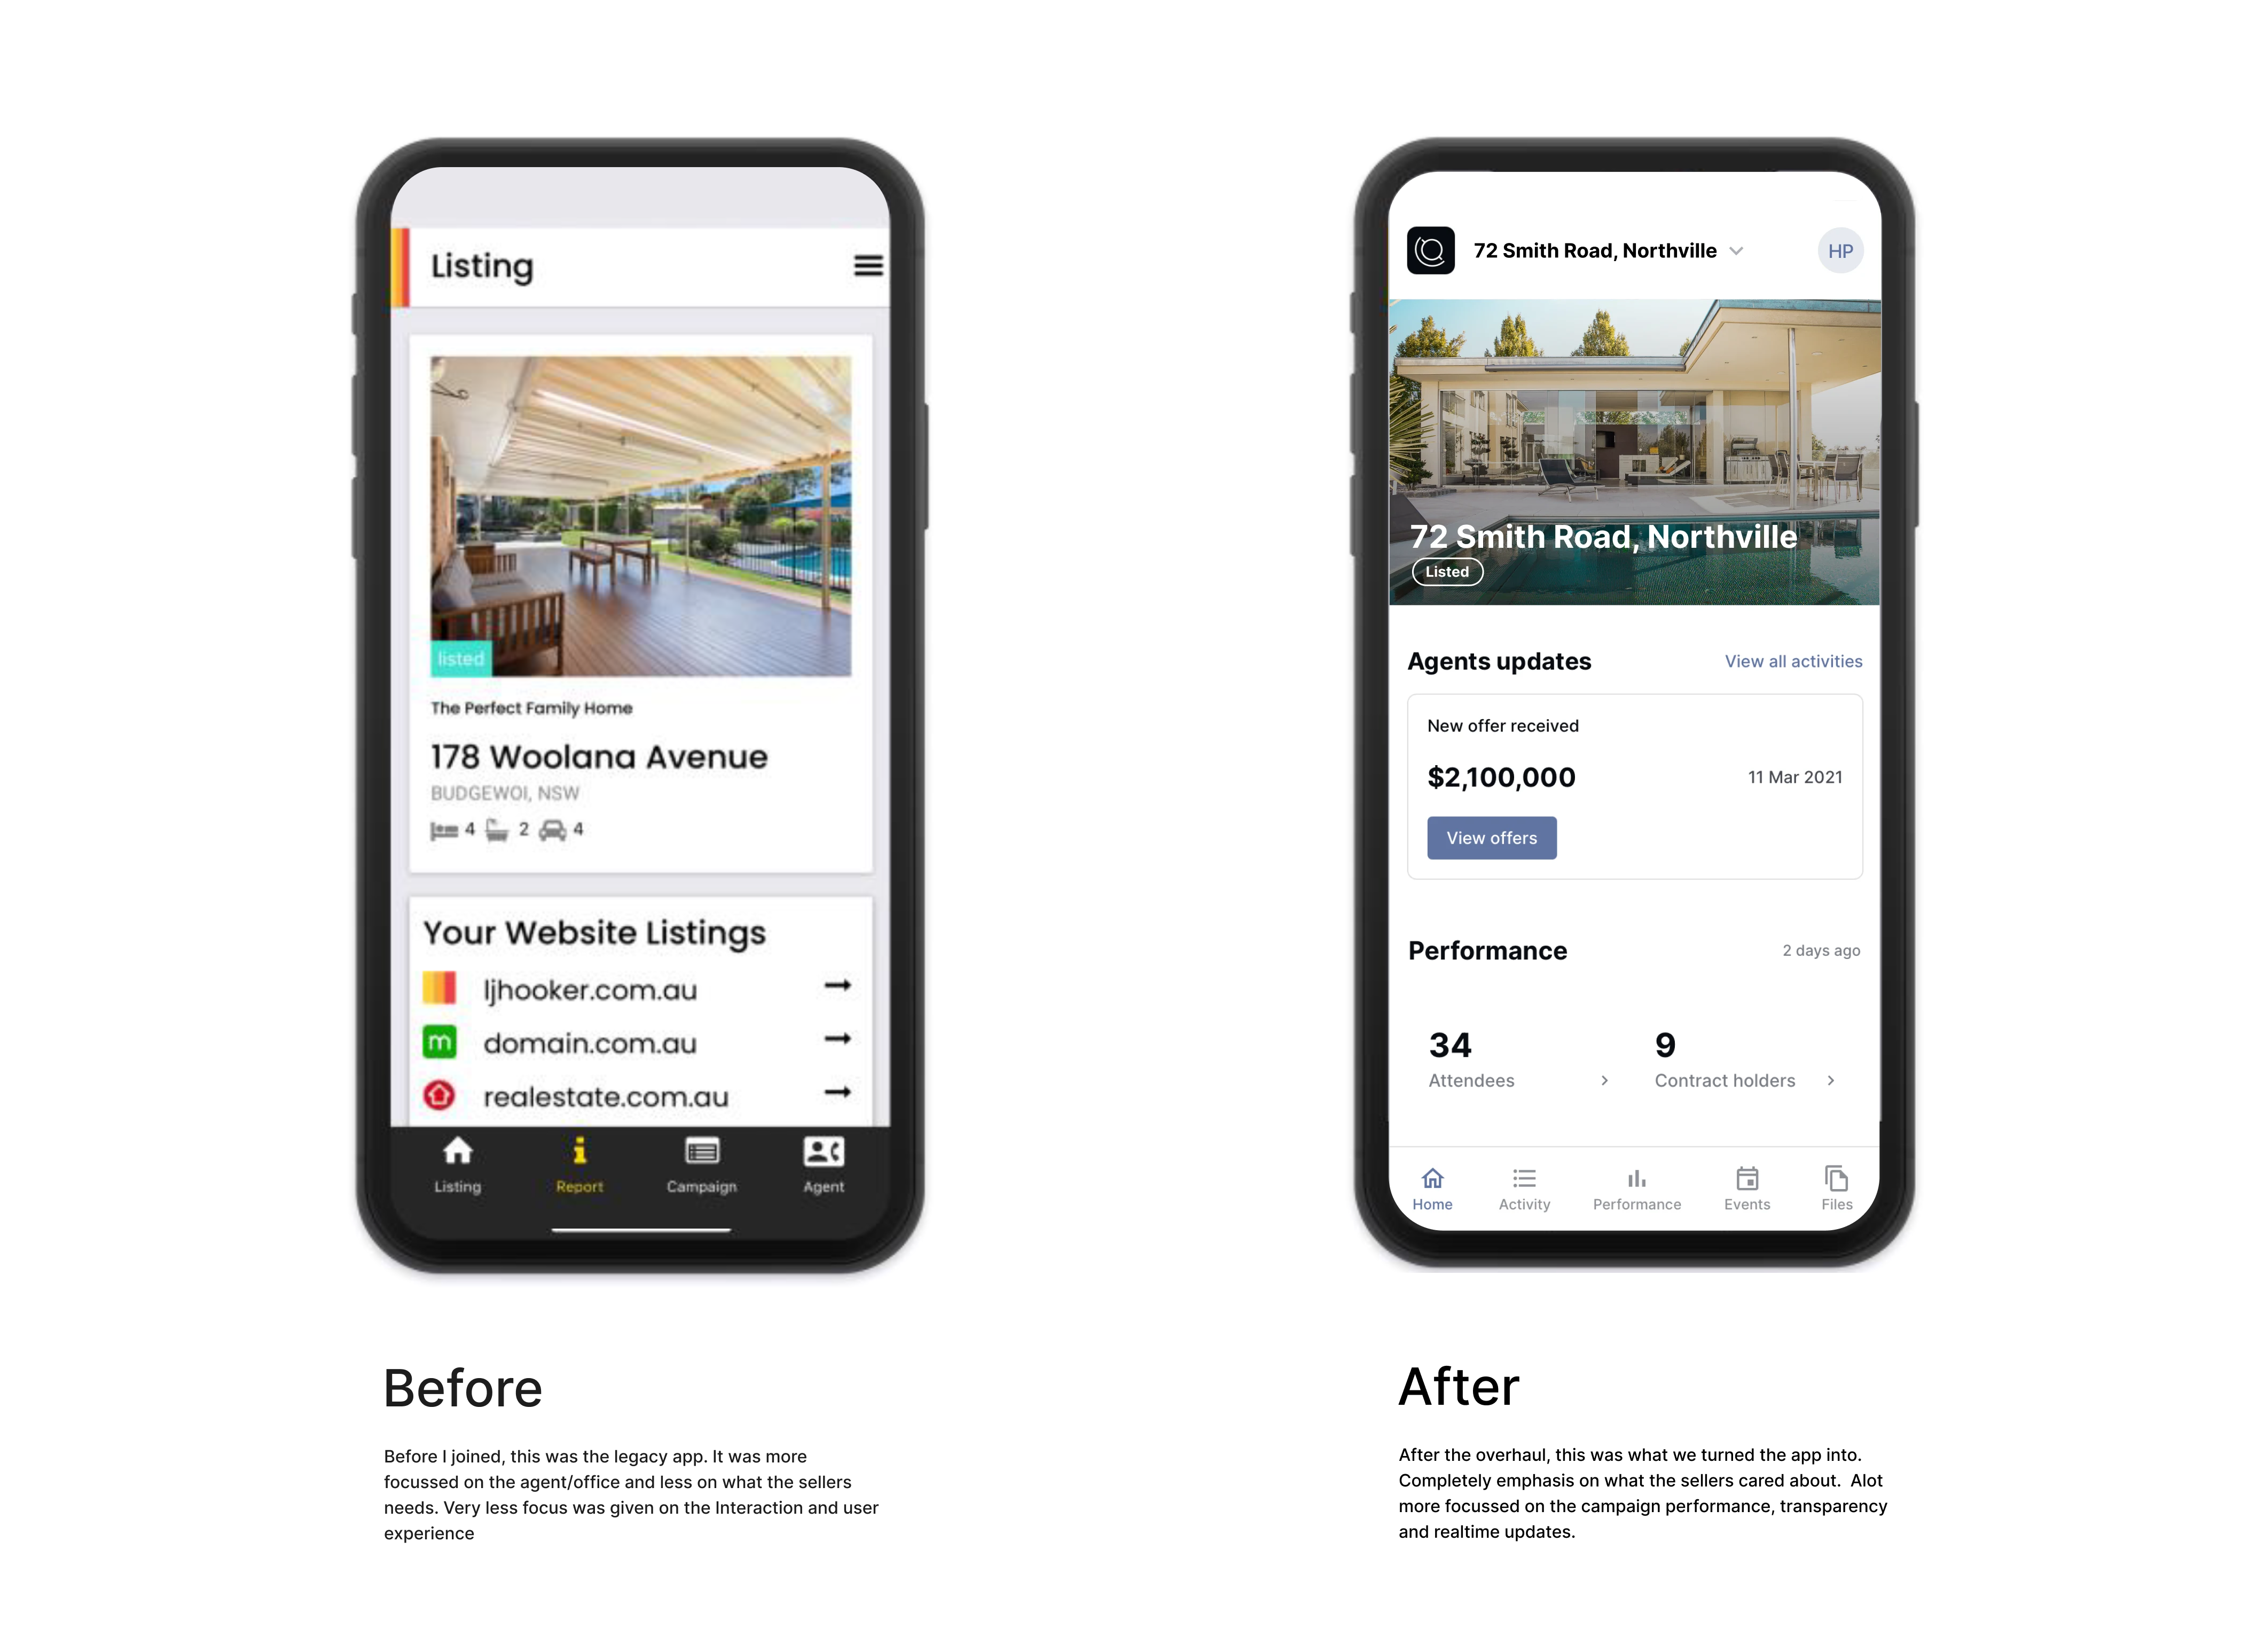 Listing
listed
The Perfect Family Home
178 Woolana Avenue
BUDGEWOI, NSW
4 2 4
Your Website Listings
ljhooker.com.au
m domain.com.au
realestate.com.au
Listing Report Campaign Agent
Before
Before I joined, this was the legacy app. It was more
focussed on the agent/office and less on what the sellers
needs. Very less focus was given on the Interaction and user
experience
72 Smith Road, Northville HP
72 Smith Road, Northville
Listed
Agents updates View all activities
New offer received
$2,100,000 11 Mar 2021
View offers
Performance 2 days ago
34 9
Attendees Contract holders
Home Activity Performance Events Files
After
After the overhaul, this was what we turned the app into.
Completely emphasis on what the sellers cared about. Alot
more focussed on the campaign performance, transparency
and realtime updates.